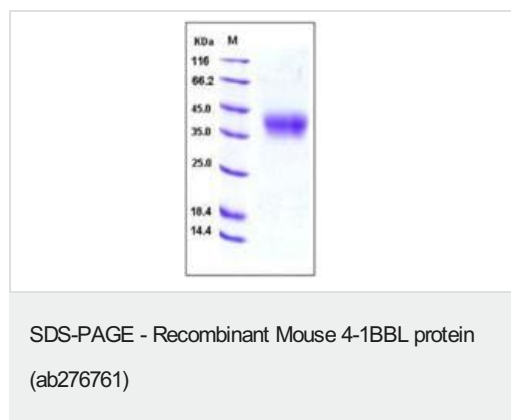 KDa M
116
66.2
45.0
35.0
25.0
18.4
14.4
SDS-PAGE - Recombinant Mouse 4-1BBL protein
(ab276761)